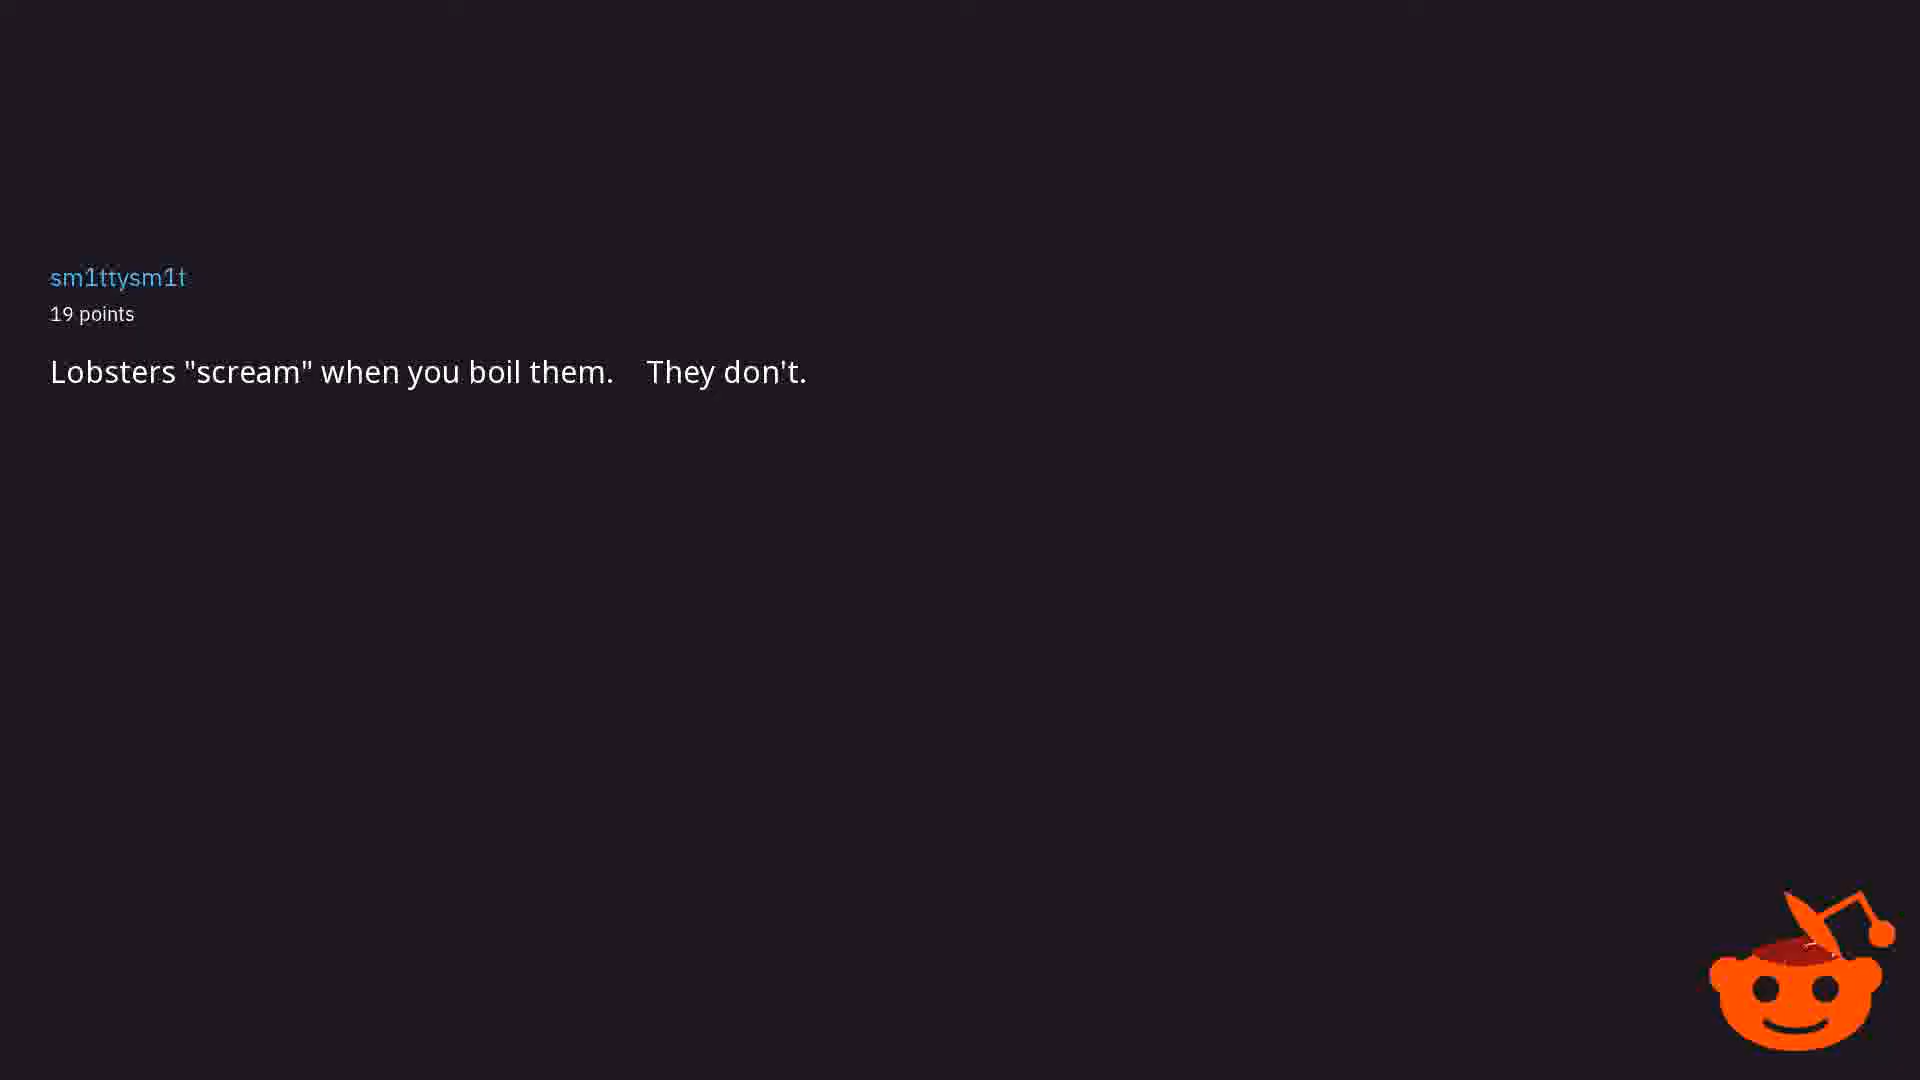 sm1ttysm1t
19 points
Lobsters "scream" when you boil them.    They don't.